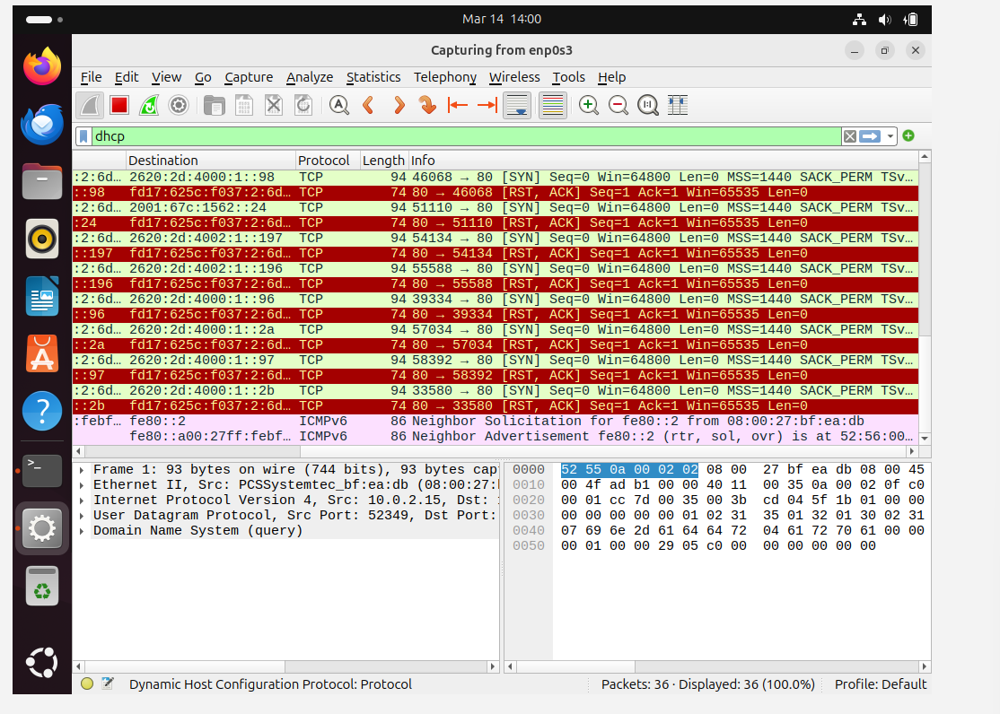 Mar 14 14:00
Capturing from enp0s3
File Edit View Go Capture Analyze Statistics Telephony Wireless Tools Help
dhcp
Destination Protocol Length Info
:2:6d… 2620:2d:4000:1::98 TCP 94 46068 → 80 [SYN] Seq=0 Win=64800 Len=0 MSS=1440 SACK_PERM TSv…
::98 fd17:625c:f037:2:6d… TCP 74 80 → 46068 [RST, ACK] Seq=1 Ack=1 Win=65535 Len=0
:2:6d… 2001:67c:1562::24 TCP 94 51110 → 80 [SYN] Seq=0 Win=64800 Len=0 MSS=1440 SACK_PERM TSv…
:24 fd17:625c:f037:2:6d… TCP 74 80 → 51110 [RST, ACK] Seq=1 Ack=1 Win=65535 Len=0
:2:6d… 2620:2d:4002:1::197 TCP 94 54134 → 80 [SYN] Seq=0 Win=64800 Len=0 MSS=1440 SACK_PERM TSv…
::197 fd17:625c:f037:2:6d… TCP 74 80 → 54134 [RST, ACK] Seq=1 Ack=1 Win=65535 Len=0
:2:6d… 2620:2d:4002:1::196 TCP 94 55588 → 80 [SYN] Seq=0 Win=64800 Len=0 MSS=1440 SACK_PERM TSv…
::196 fd17:625c:f037:2:6d… TCP 74 80 → 55588 [RST, ACK] Seq=1 Ack=1 Win=65535 Len=0
:2:6d… 2620:2d:4000:1::96 TCP 94 39334 → 80 [SYN] Seq=0 Win=64800 Len=0 MSS=1440 SACK_PERM TSv…
::96 fd17:625c:f037:2:6d… TCP 74 80 → 39334 [RST, ACK] Seq=1 Ack=1 Win=65535 Len=0
:2:6d… 2620:2d:4000:1::2a TCP 94 57034 → 80 [SYN] Seq=0 Win=64800 Len=0 MSS=1440 SACK_PERM TSv…
::2a fd17:625c:f037:2:6d… TCP 74 80 → 57034 [RST, ACK] Seq=1 Ack=1 Win=65535 Len=0
:2:6d… 2620:2d:4000:1::97 TCP 94 58392 → 80 [SYN] Seq=0 Win=64800 Len=0 MSS=1440 SACK_PERM TSv…
::97 fd17:625c:f037:2:6d… TCP 74 80 → 58392 [RST, ACK] Seq=1 Ack=1 Win=65535 Len=0
:2:6d… 2620:2d:4000:1::2b TCP 94 33580 → 80 [SYN] Seq=0 Win=64800 Len=0 MSS=1440 SACK_PERM TSv…
::2b fd17:625c:f037:2:6d… TCP 74 80 → 33580 [RST, ACK] Seq=1 Ack=1 Win=65535 Len=0
:febf… fe80::2 ICMPv6 86 Neighbor Solicitation for fe80::2 from 08:00:27:bf:ea:db
fe80::a00:27ff:febf… ICMPv6 86 Neighbor Advertisement fe80::2 (rtr, sol, ovr) is at 52:56:00…
Frame 1: 93 bytes on wire (744 bits), 93 bytes cap
Ethernet II, Src: PCSSystemtec_bf:ea:db (08:00:27:
Internet Protocol Version 4, Src: 10.0.2.15, Dst:
User Datagram Protocol, Src Port: 52349, Dst Port:
Domain Name System (query)
0000 52 55 0a 00 02 02 08 00 27 bf ea db 08 00 45
0010 00 4f ad b1 00 00 40 11 00 35 0a 00 02 0f c0
0020 00 01 cc 7d 00 35 00 3b cd 04 5f 1b 01 00 00
0030 00 00 00 00 00 01 02 31 35 01 32 01 30 02 31
0040 07 69 6e 2d 61 64 64 72 04 61 72 70 61 00 00
0050 00 01 00 00 29 05 c0 00 00 00 00 00 00
Dynamic Host Configuration Protocol: Protocol
Packets: 36 · Displayed: 36 (100.0%)
Profile: Default